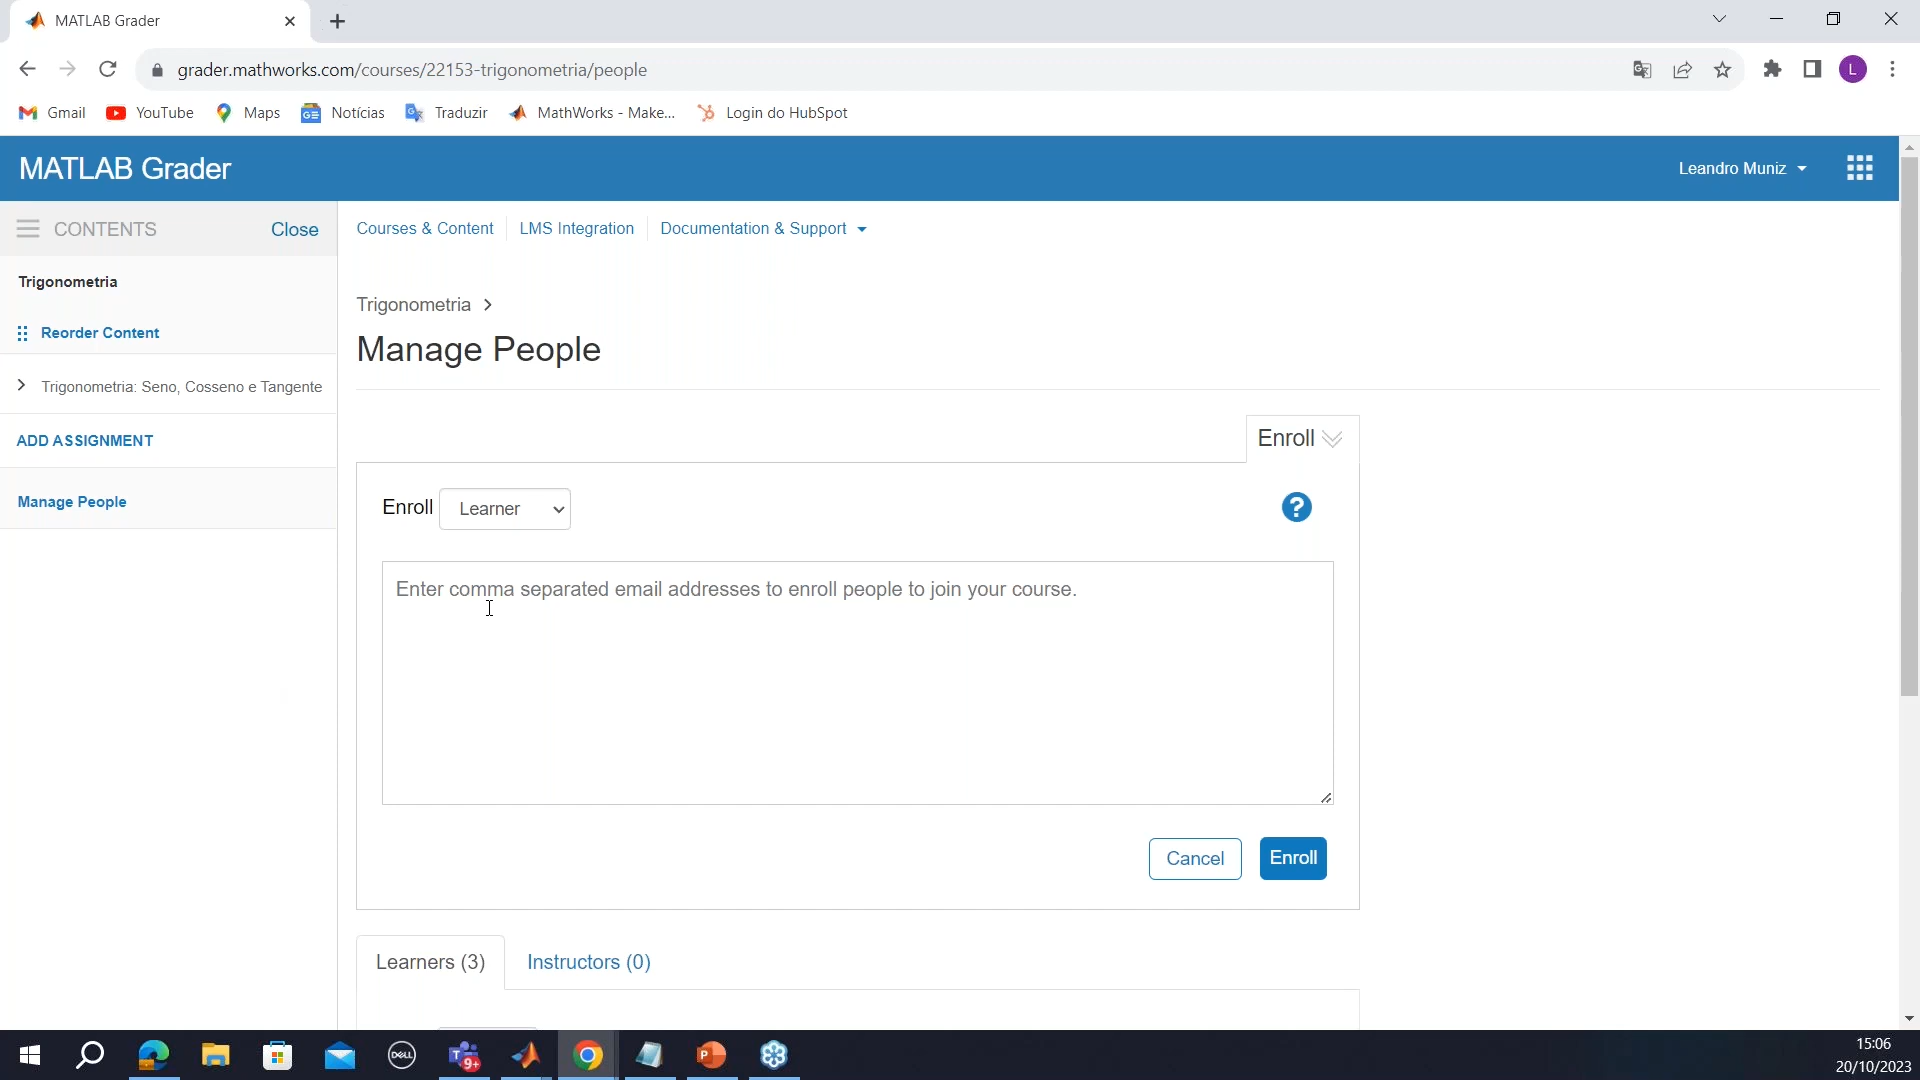 MATLAB Grader
grader.mathworks.com/courses/22153-trigonometria/people
L
Gmail YouTube Maps Notícias Traduzir MathWorks - Make... Login do HubSpot
MATLAB Grader
Leandro Muniz
CONTENTS Close
Courses & Content LMS Integration Documentation & Support
Trigonometria
Reorder Content
Trigonometria: Seno, Cosseno e Tangente
ADD ASSIGNMENT
Manage People
Trigonometria >
Manage People
Enroll
Enroll Learner
?
Enter comma separated email addresses to enroll people to join your course.
Cancel Enroll
Learners (3) Instructors (0)
DELL
T 9+
P
15:06
20/10/2023